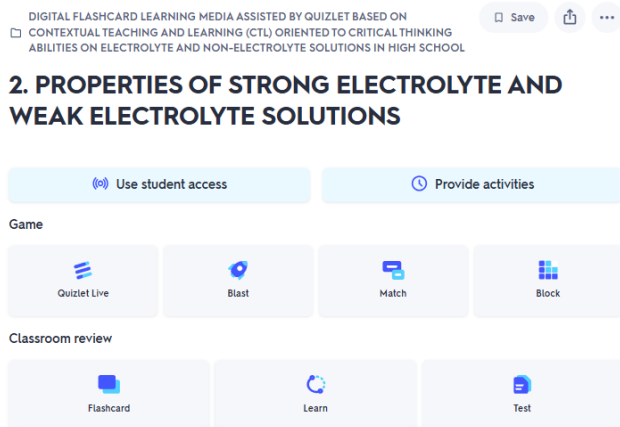 DIGITAL FLASHCARD LEARNING MEDIA ASSISTED BY QUIZLET BASED ON
CONTEXTUAL TEACHING AND LEARNING (CTL) ORIENTED TO CRITICAL THINKING
ABILITIES ON ELECTROLYTE AND NON-ELECTROLYTE SOLUTIONS IN HIGH SCHOOL
Save
2. PROPERTIES OF STRONG ELECTROLYTE AND
WEAK ELECTROLYTE SOLUTIONS
Use student access
Provide activities
Game
Quizlet Live
Blast
Match
Block
Classroom review
Flashcard
Learn
Test